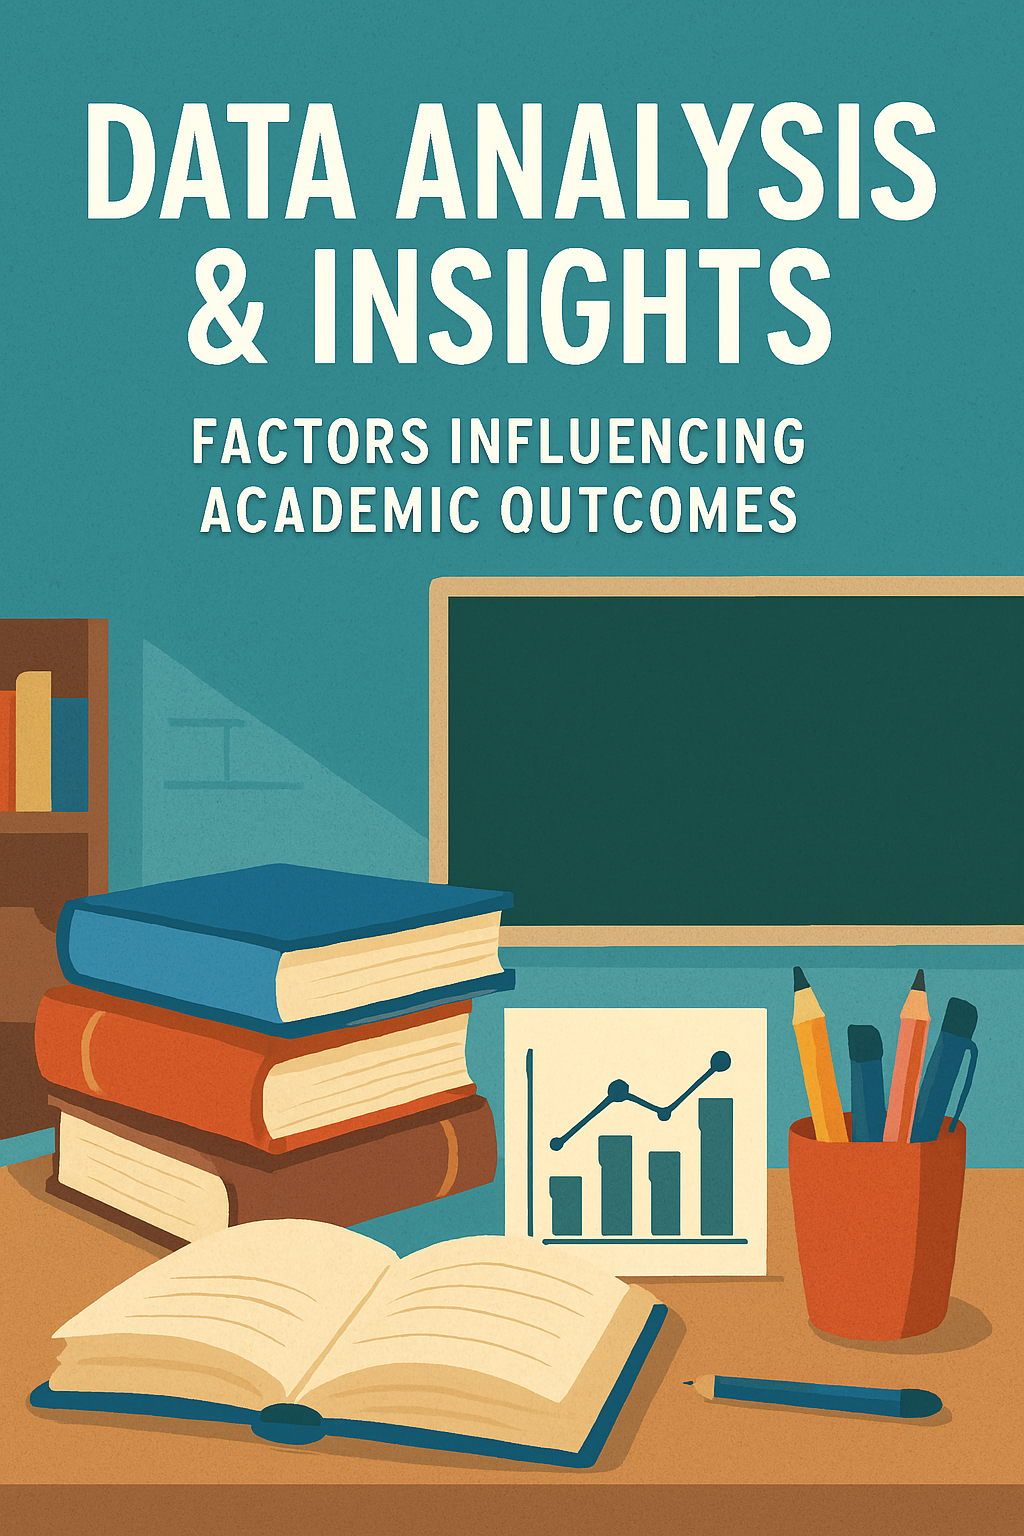 DATA ANALYSIS
& INSIGHTS
FACTORS INFLUENCING
ACADEMIC OUTCOMES